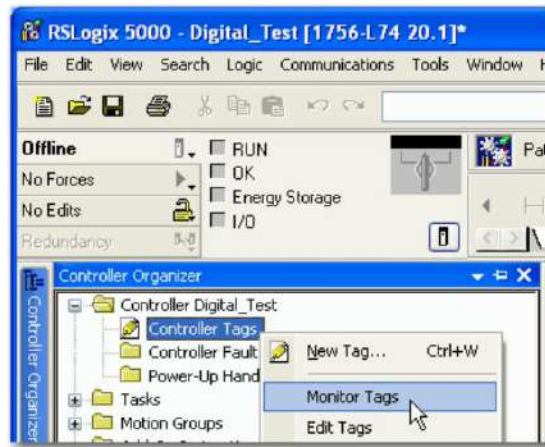 RSLogix 5000 - Digital_Test [1756-L74 20.1]*
File Edit View Search Logic Communications Tools Window
Offline
RUN
No Forces
OK
Energy Storage
No Edits
I/O
Redundancy
Controller Organizer
Controller Organizer
Controller Digital_Test
Controller Tags
Controller Fault
Power-Up Hand
Tasks
Motion Groups
New Tag... Ctrl+W
Monitor Tags
Edit Tags